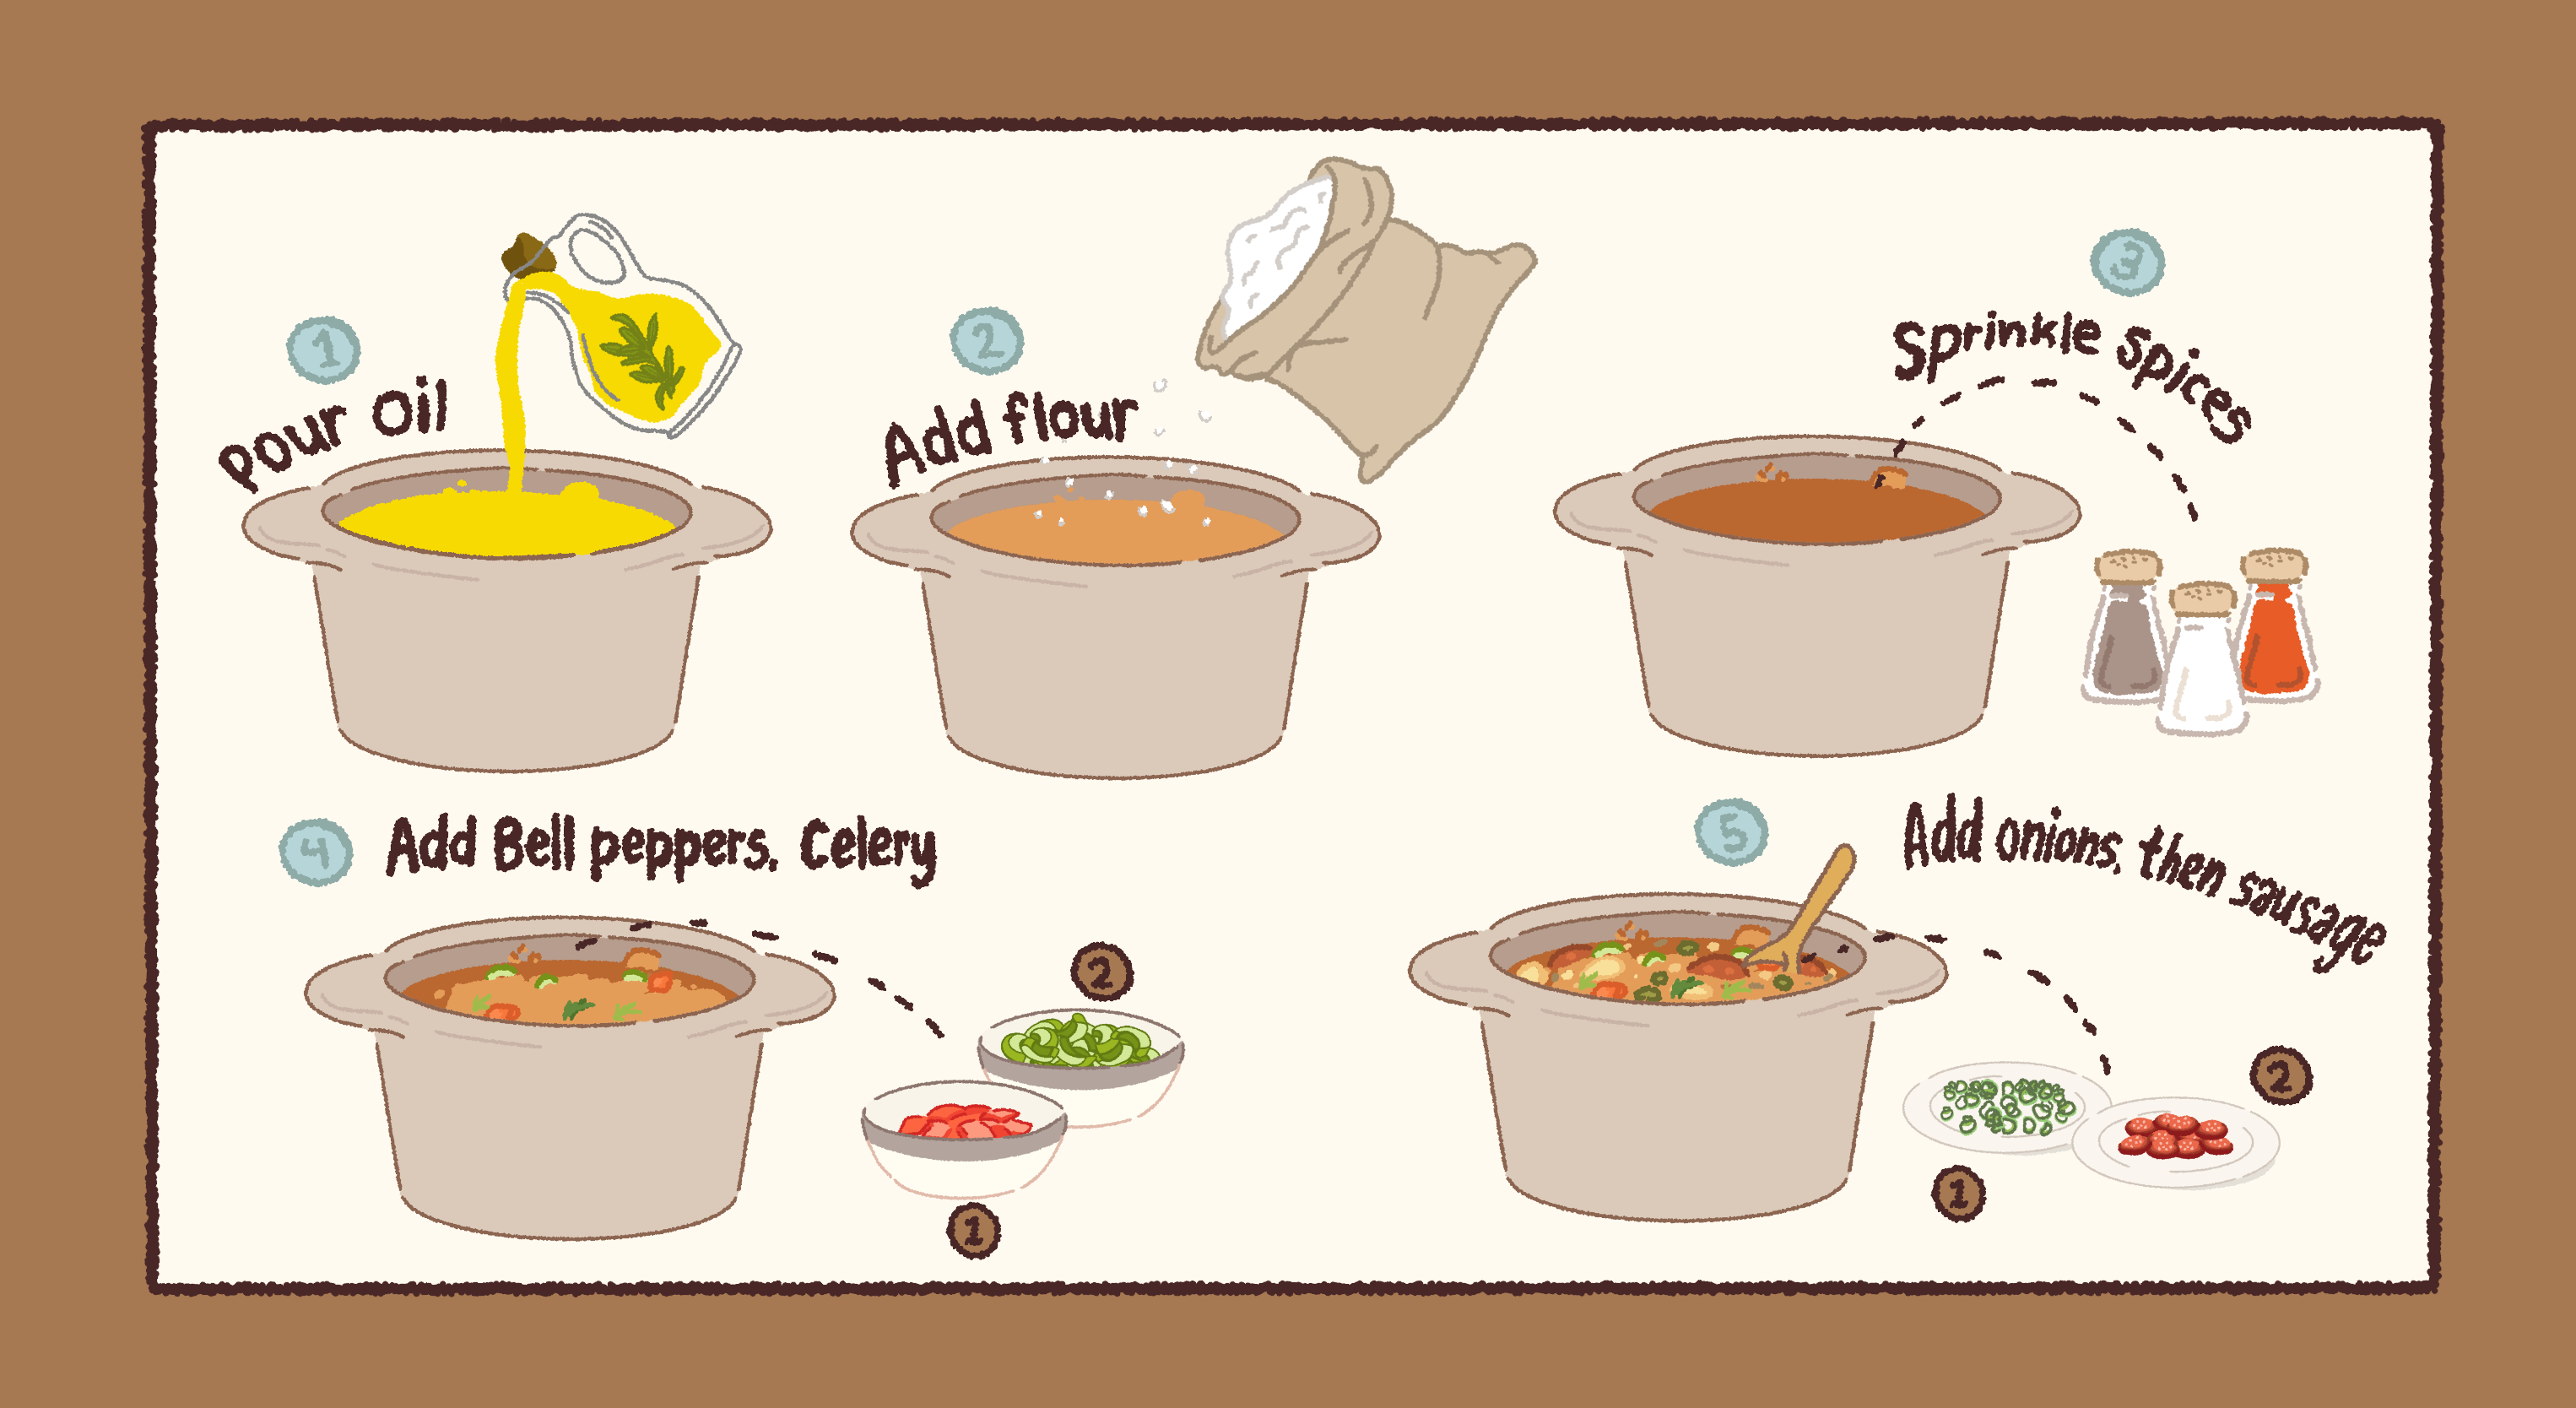 1
pour Oil
2
Add flour
3
Sprinkle spices
4
Add Bell peppers, Celery
2
1
5
Add onions, then sausage
1
2